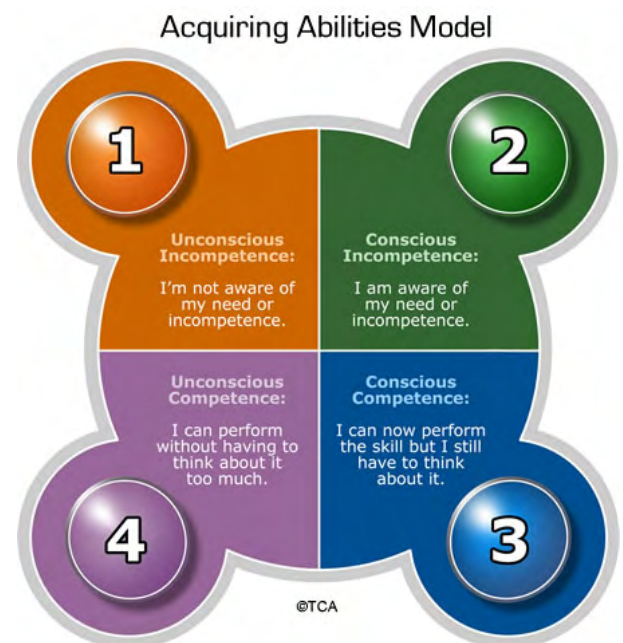 Acquiring Abilities Model
1
Unconscious
Incompetence:
I'm not aware of
my need or
incompetence.
2
Conscious
Incompetence:
I am aware of
my need or
incompetence.
3
Conscious
Competence:
I can now perform
the skill but I still
have to think
about it.
4
Unconscious
Competence:
I can perform
without having to
think about it
too much.
©TCA